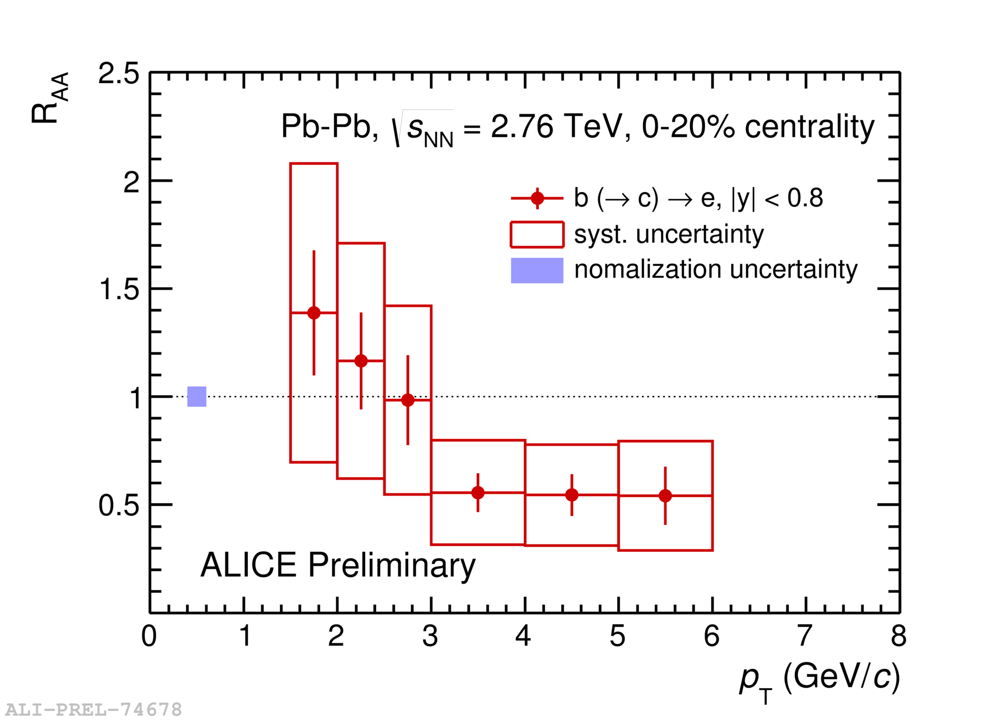 R_AA
2.5
2
1.5
1
0.5
Pb-Pb, √s_NN = 2.76 TeV, 0-20% centrality
b (→ c) → e, |y| < 0.8
syst. uncertainty
nomalization uncertainty
ALICE Preliminary
0 1 2 3 4 5 6 7 8
p_T (GeV/c)
ALI-PREL-74678